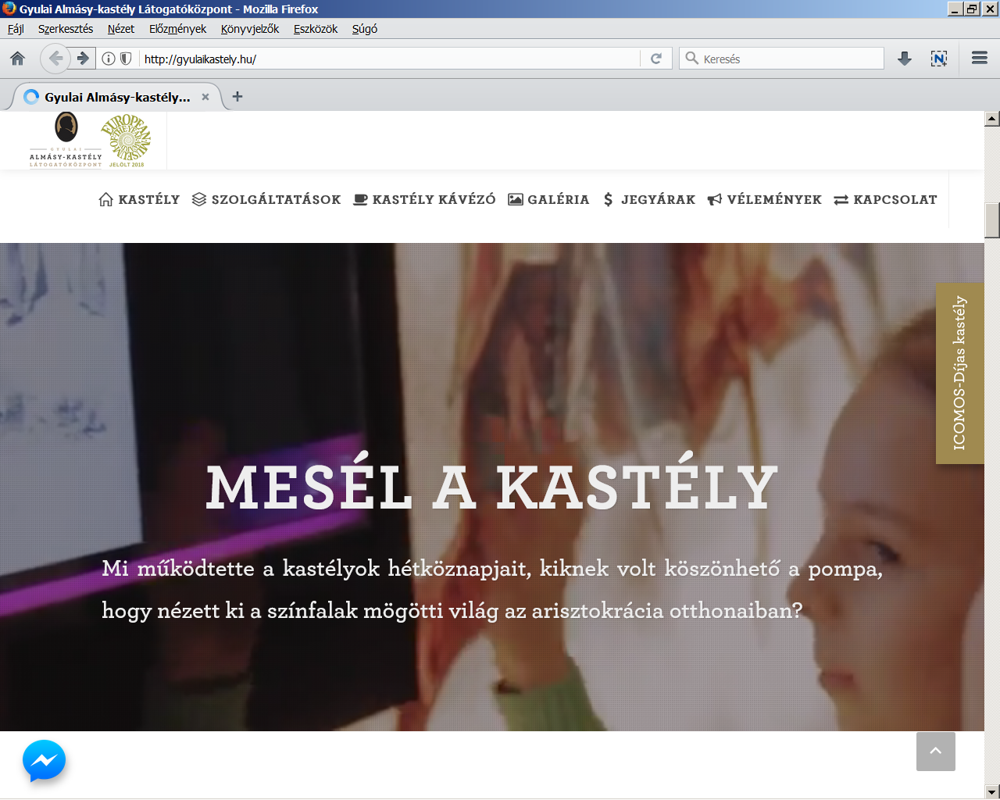 Gyulai Almásy-kastély Látogatóközpont - Mozilla Firefox
Fájl Szerkesztés Nézet Előzmények Könyvjelzők Eszközök Súgó
http://gyulaikastely.hu/ Keresés
Gyulai Almásy-kastély...
GYULAI
ALMÁSY-KASTÉLY
LÁTOGATÓKÖZPONT
EUROPEAN MUSEUM OF THE YEAR
JELÖLT 2018
KASTÉLY SZOLGÁLTATÁSOK KASTÉLY KÁVÉZÓ GALÉRIA JEGYÁRAK VÉLEMÉNYEK KAPCSOLAT
ICOMOS-Díjas kastély
MESÉL A KASTÉLY
Mi működtette a kastélyok hétköznapjait, kiknek volt köszönhető a pompa,
hogy nézett ki a színfalak mögötti világ az arisztokrácia otthonaiban?